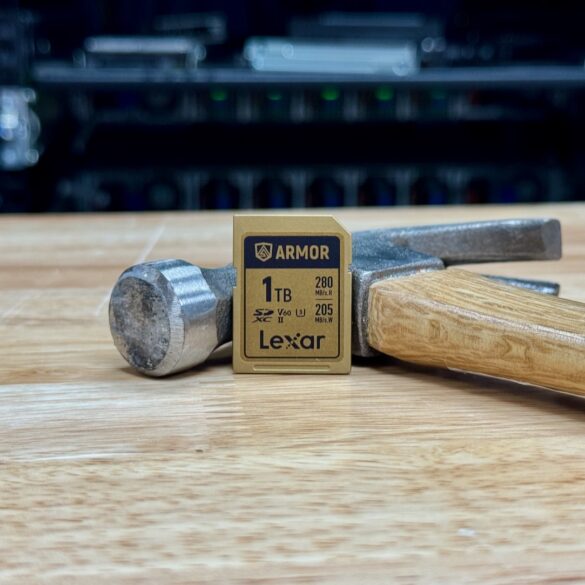 ARMOR
1TB
280
MB/s.R
SD XC V60 II 3
205
MB/s.W
Lexar